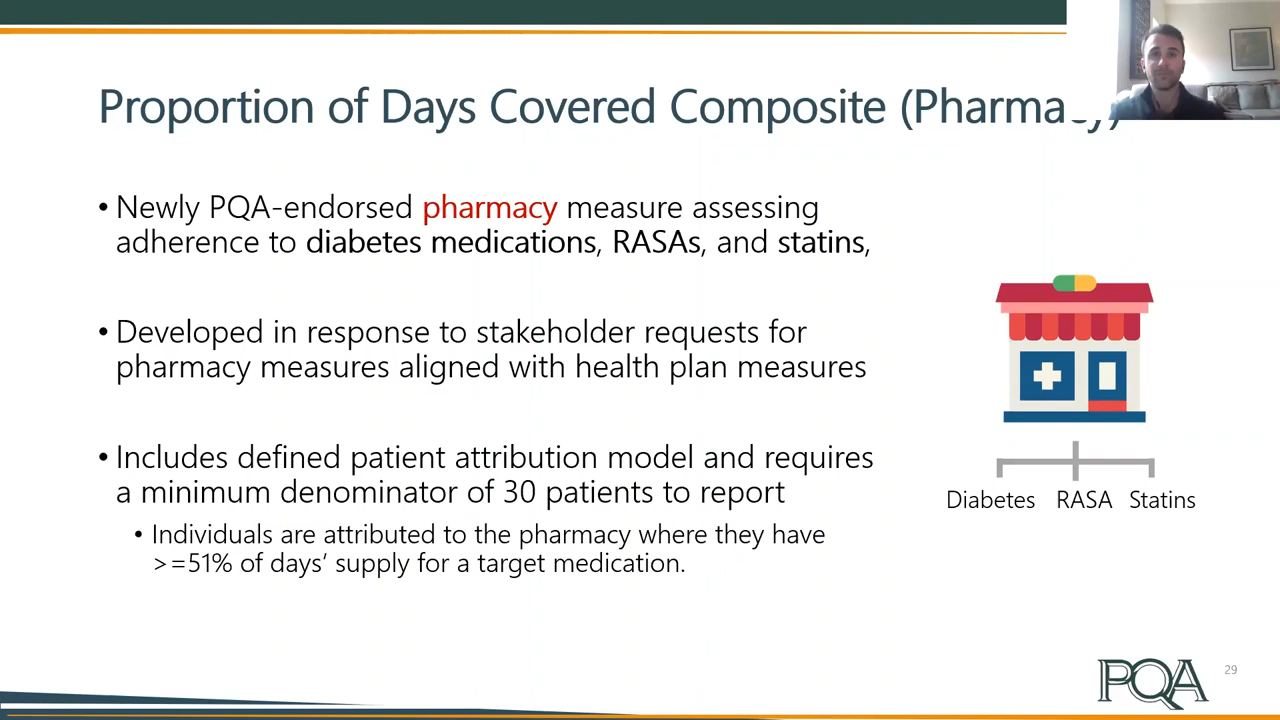 Proportion of Days Covered Composite (Pharmacy)
• Newly PQA-endorsed pharmacy measure assessing
adherence to diabetes medications, RASAs, and statins,
• Developed in response to stakeholder requests for
pharmacy measures aligned with health plan measures
• Includes defined patient attribution model and requires
a minimum denominator of 30 patients to report
• Individuals are attributed to the pharmacy where they have
>=51% of days’ supply for a target medication.
Diabetes RASA Statins
PQA
29